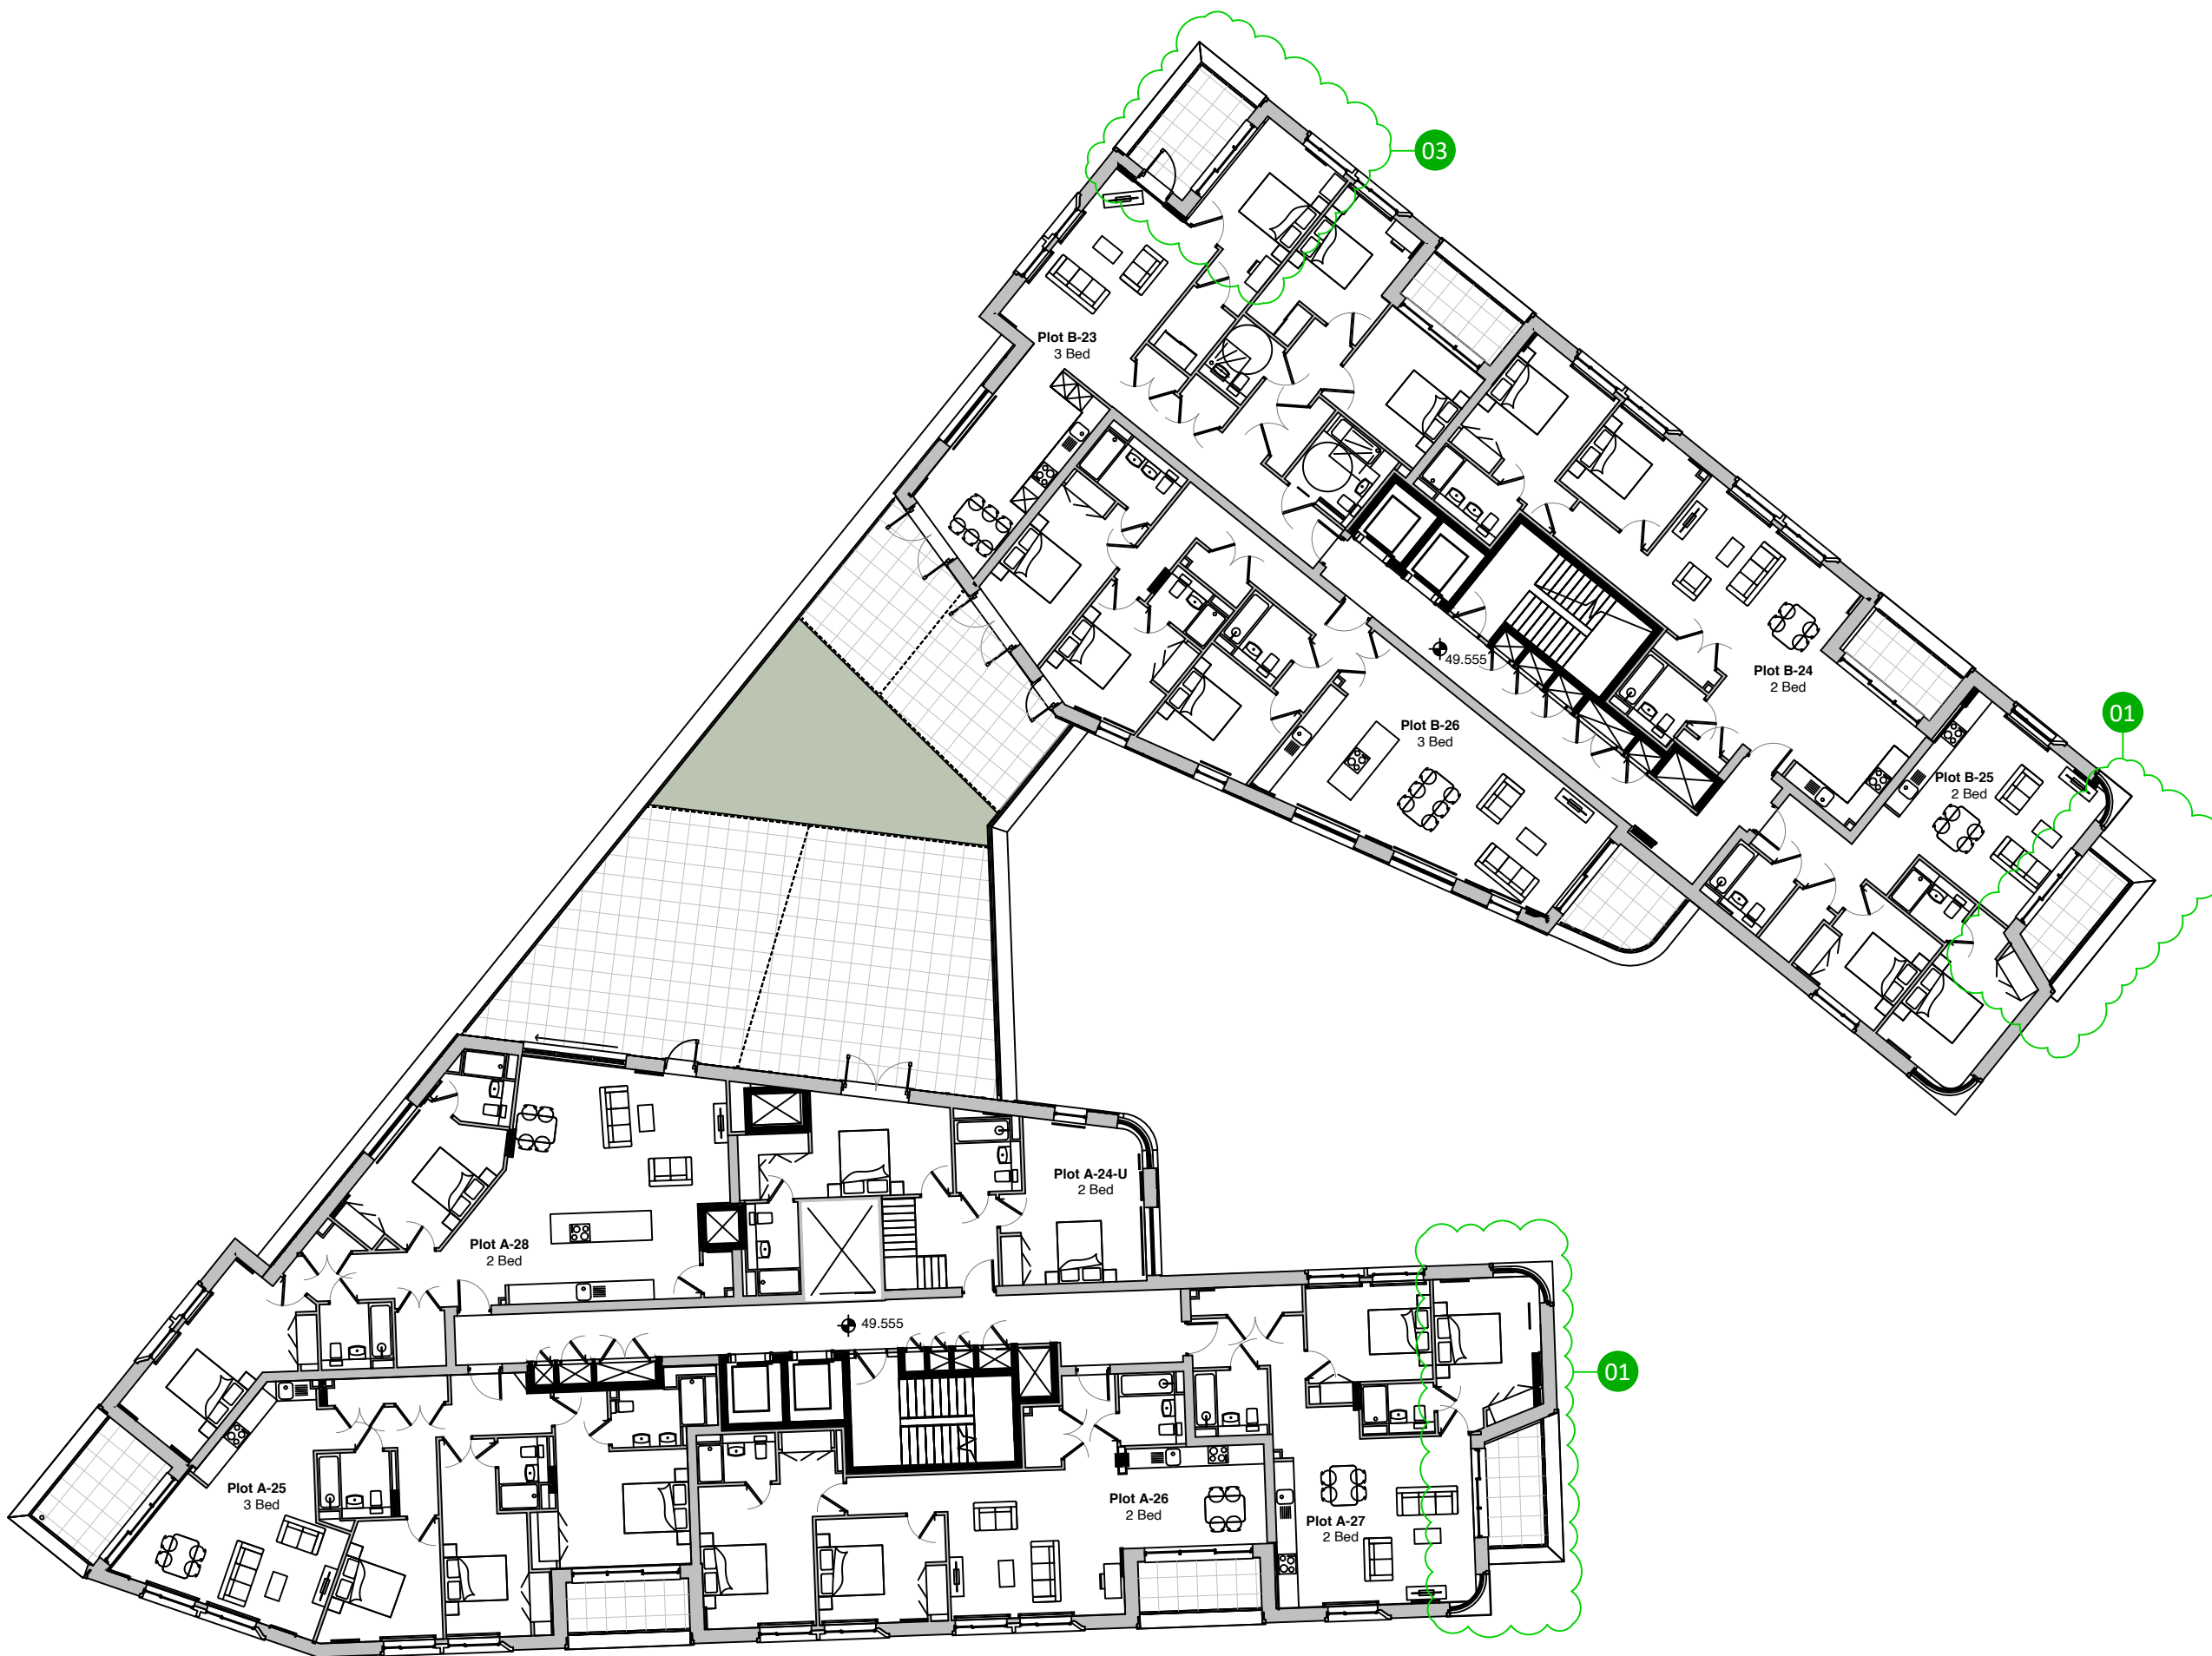 03
Plot B-23
3 Bed
49.555
Plot B-24
2 Bed
01
Plot B-26
3 Bed
Plot B-25
2 Bed
Plot A-24-U
2 Bed
Plot A-28
2 Bed
49.555
01
Plot A-25
3 Bed
Plot A-26
2 Bed
Plot A-27
2 Bed